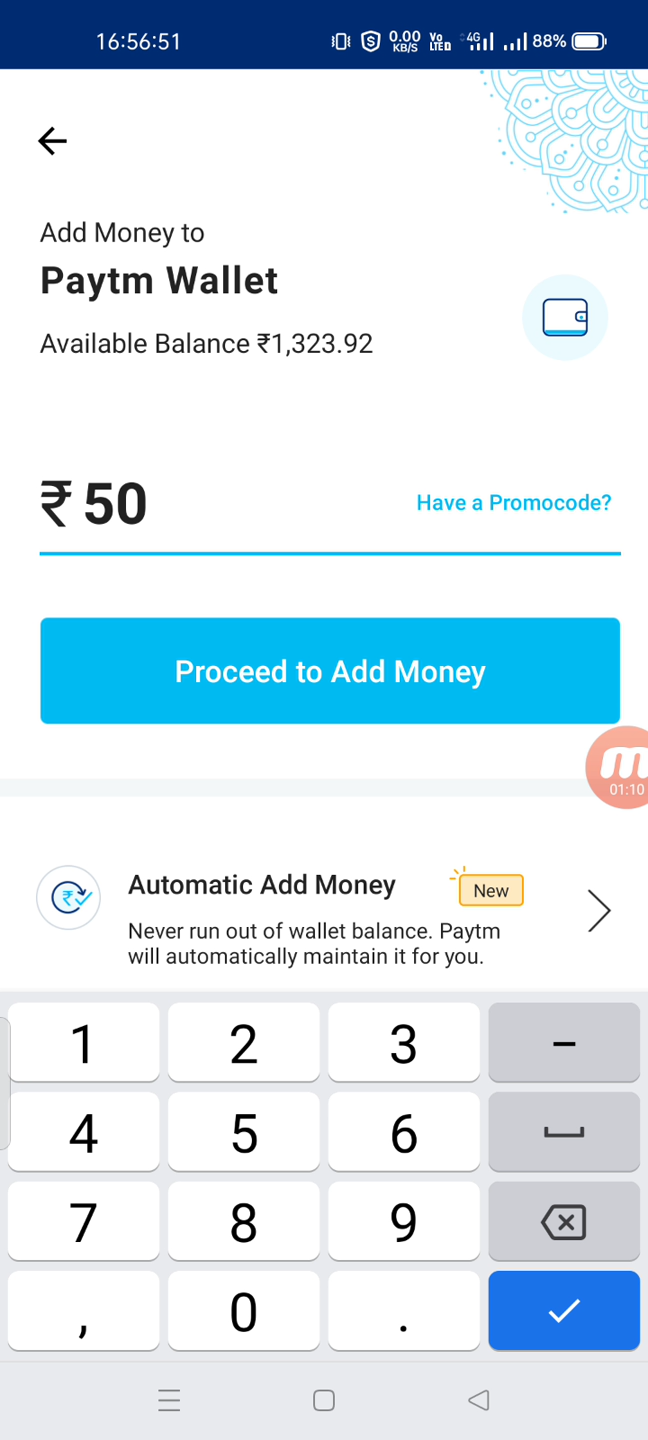 16:56:51 0.00 KB/S Vo LTED 4G 88%
Add Money to
Paytm Wallet
Available Balance ₹1,323.92
₹ 50 Have a Promocode?
Proceed to Add Money
m
01:10
Automatic Add Money New
Never run out of wallet balance. Paytm
will automatically maintain it for you.
1 2 3 –
4 5 6
7 8 9
, 0 .